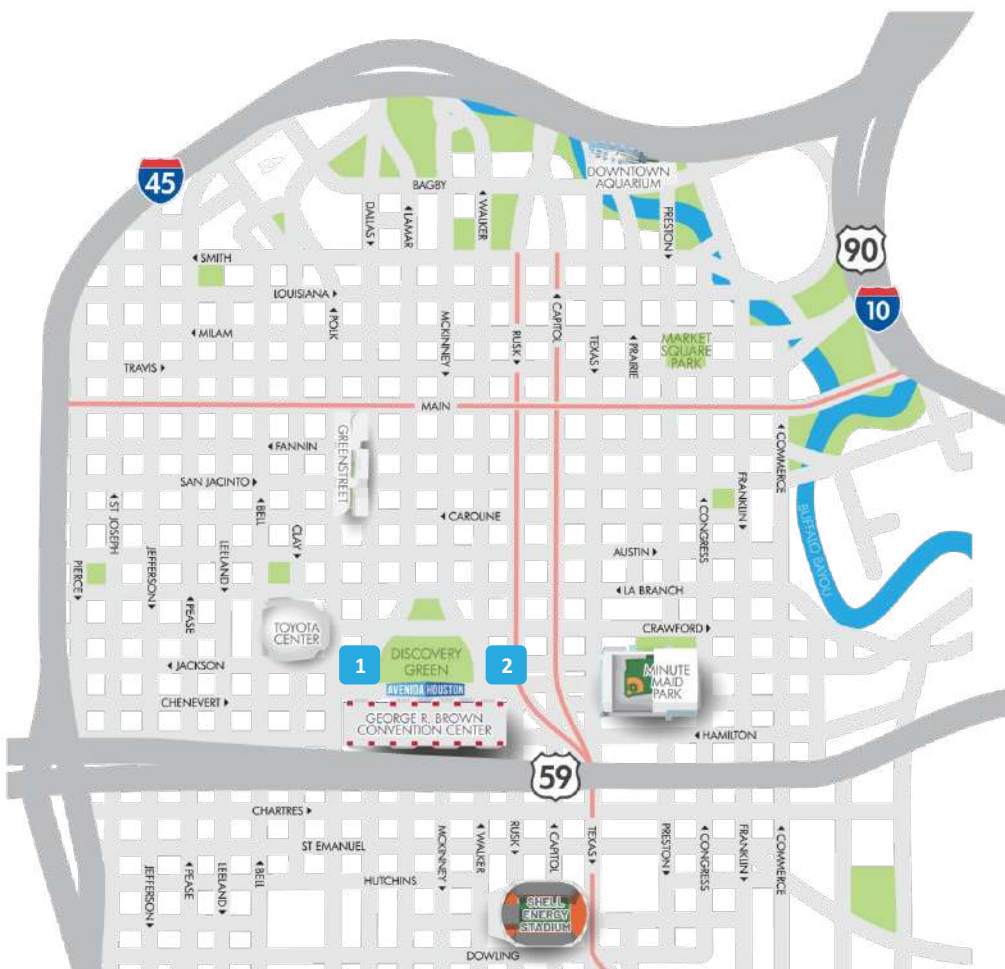 45
DOWNTOWN
AQUARIUM
BAGBY
DALLAS
LAMAR
WALKER
PRESTON
90
SMITH
LOUISIANA
10
POLK
MILAM
MCKINNEY
RUSK
CAPITOL
TEXAS
PRAIRIE
MARKET
SQUARE
PARK
TRAVIS
MAIN
FANNIN
GREENSTREET
COMMERCE
SAN JACINTO
BELL
ST JOSEPH
CAROLINE
CONGRESS
FRANKLIN
BUFFALO BAYOU
CLAY
LEELAND
JEFFERSON
PIERCE
AUSTIN
PEASE
LA BRANCH
TOYOTA
CENTER
CRAWFORD
1
DISCOVERY
GREEN
2
JACKSON
MINUTE
MAID
PARK
AVENIDA HOUSTON
CHENEVERT
GEORGE R. BROWN
CONVENTION CENTER
HAMILTON
59
CHARTRES
ST EMANUEL
MCKINNEY
WALKER
RUSK
CAPITOL
TEXAS
PRESTON
CONGRESS
FRANKLIN
COMMERCE
JEFFERSON
PEASE
LEELAND
BELL
HUTCHINS
SHELL
ENERGY
STADIUM
DOWLING